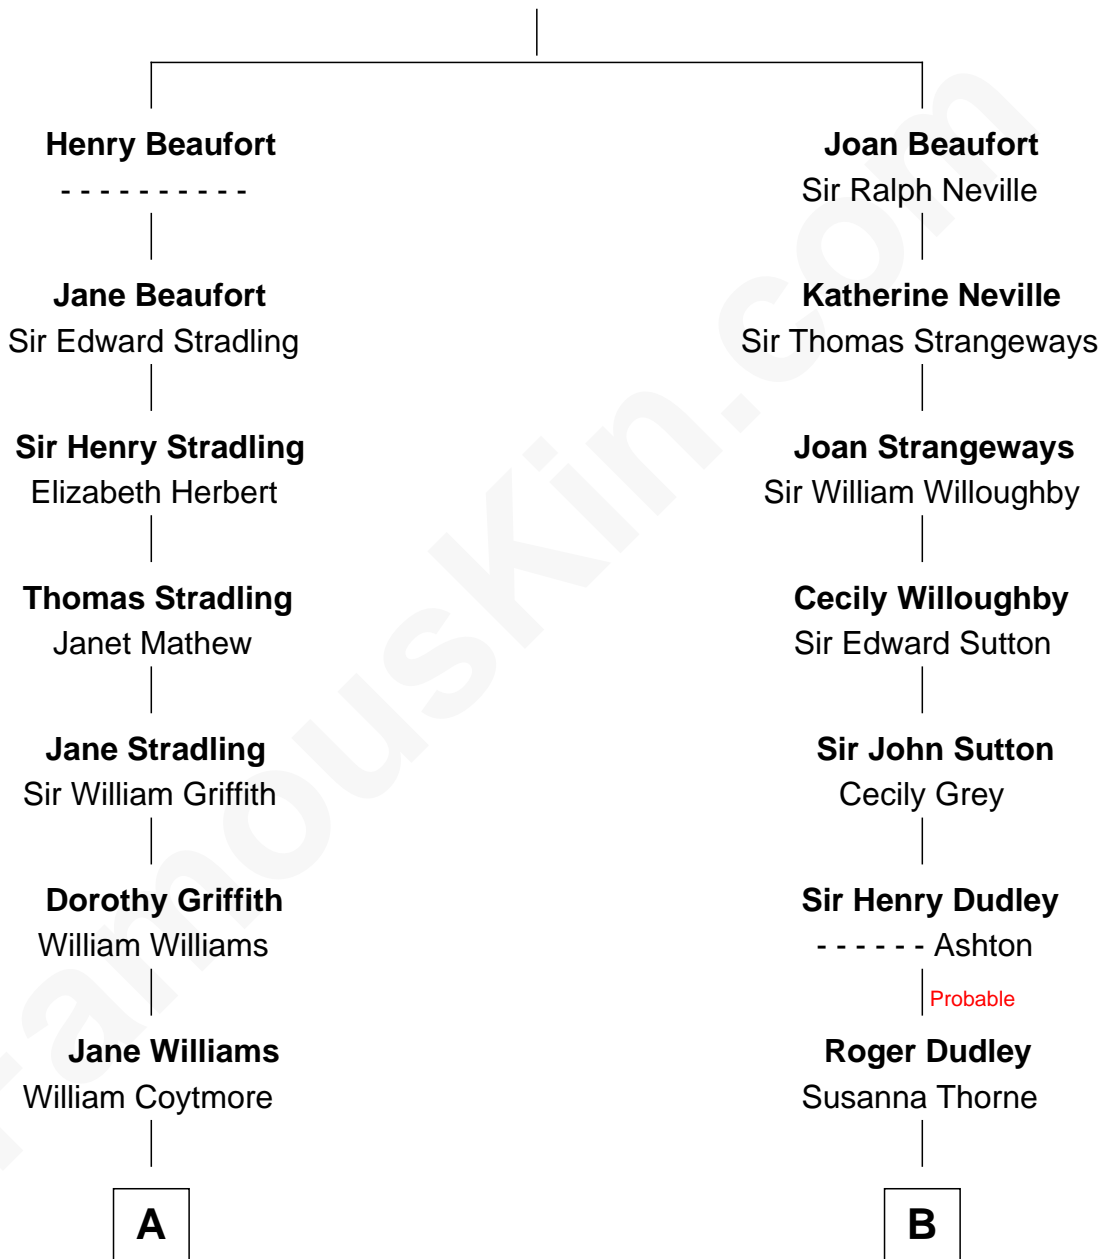 Henry Beaufort
- - - - - - - - - -
Joan Beaufort
Sir Ralph Neville
Jane Beaufort
Sir Edward Stradling
Katherine Neville
Sir Thomas Strangeways
Sir Henry Stradling
Elizabeth Herbert
Joan Strangeways
Sir William Willoughby
Thomas Stradling
Janet Mathew
Cecily Willoughby
Sir Edward Sutton
Jane Stradling
Sir William Griffith
Sir John Sutton
Cecily Grey
Dorothy Griffith
William Williams
Sir Henry Dudley
- - - - - - Ashton
Probable
Jane Williams
William Coytmore
Roger Dudley
Susanna Thorne
A
B
FamousKin.com